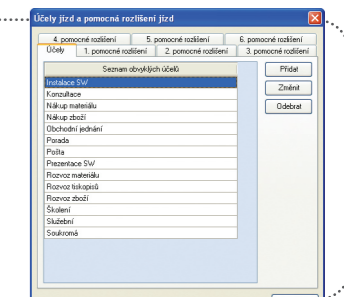 Účely jízd a pomocná rozlišení jízd
4. pomocné rozlišení 5. pomocné rozlišení 6. pomocné rozlišení
Účely 1. pomocné rozlišení 2. pomocné rozlišení 3. pomocné rozlišení
Seznam obvyklých účelů
Instalace SW
Konzultace
Nákup materiálu
Nákup zboží
Obchodní jednání
Porada
Pošta
Prezentace SW
Rozvoz materiálu
Rozvoz tiskopisů
Rozvoz zboží
Školení
Služební
Soukromá
Přidat
Změnit
Odebrat